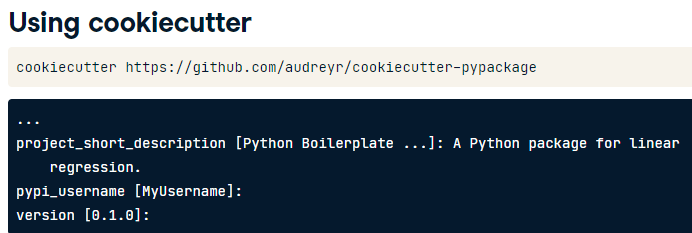 Using cookiecutter
cookiecutter https://github.com/audreyr/cookiecutter-pypackage
...
project_short_description [Python Boilerplate ...]: A Python package for linear
    regression.
pypi_username [MyUsername]:
version [0.1.0]: